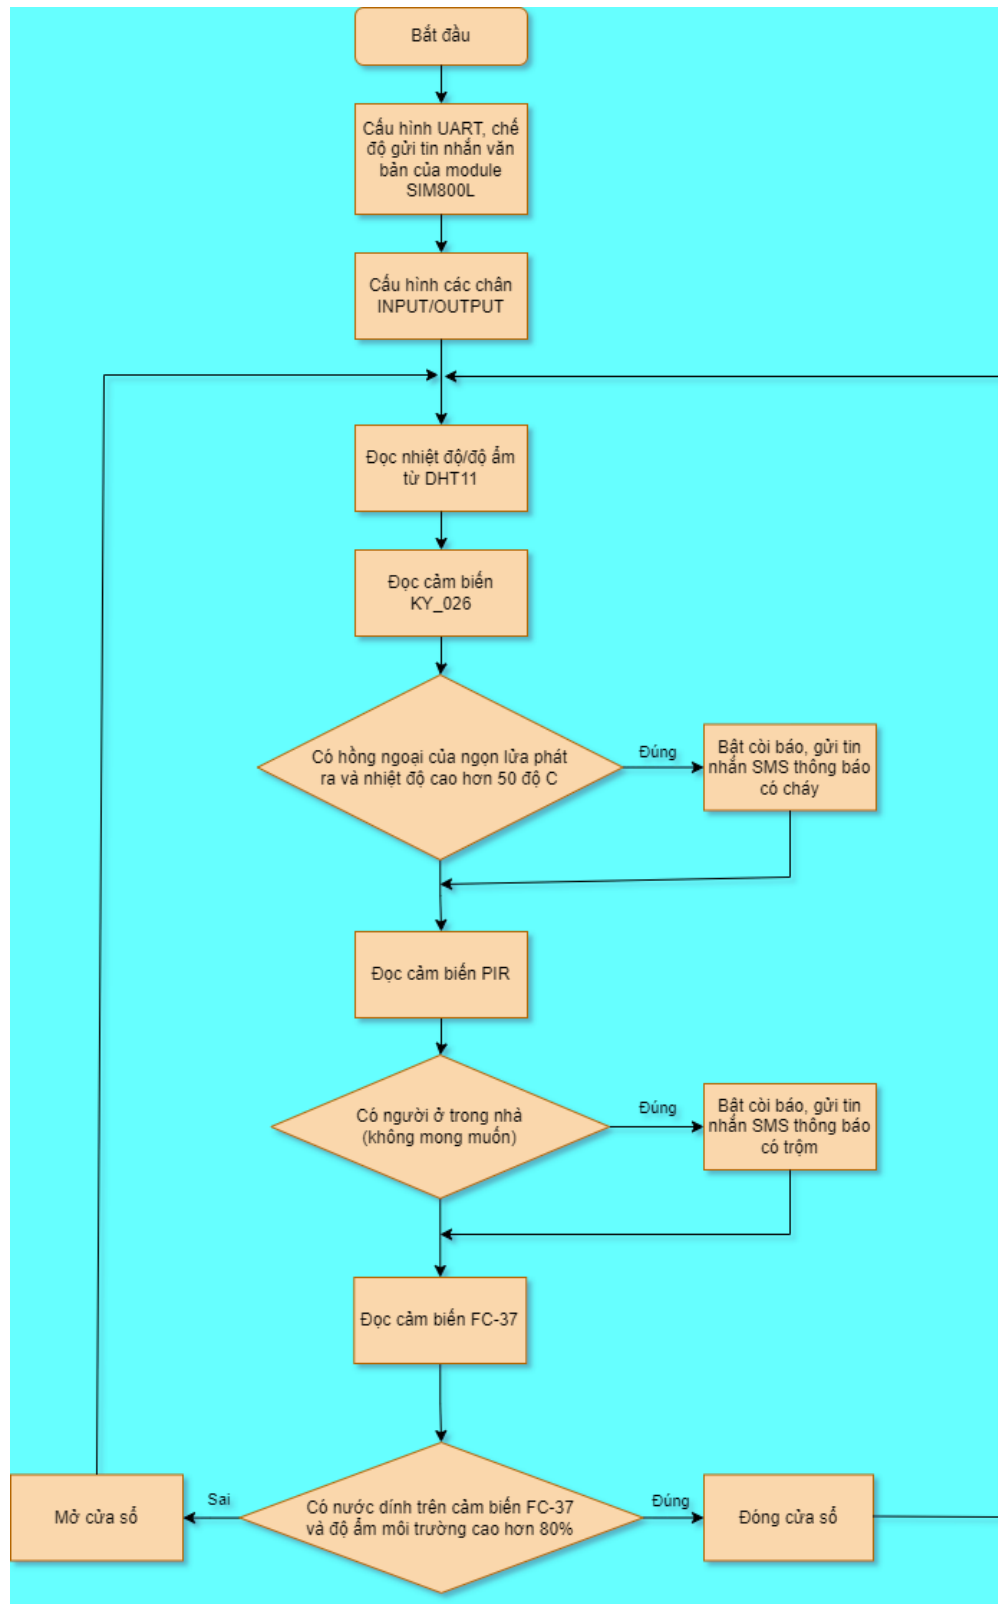 Bắt đầu
Cấu hình UART, chế
độ gửi tin nhắn văn
bản của module
SIM800L
Cấu hình các chân
INPUT/OUTPUT
Đọc nhiệt độ/độ ẩm
từ DHT11
Đọc cảm biến
KY_026
Có hồng ngoại của ngọn lửa phát
ra và nhiệt độ cao hơn 50 độ C
Đúng
Bật còi báo, gửi tin
nhắn SMS thông báo
có cháy
Đọc cảm biến PIR
Có người ở trong nhà
(không mong muốn)
Đúng
Bật còi báo, gửi tin
nhắn SMS thông báo
có trộm
Đọc cảm biến FC-37
Mở cửa sổ
Sai
Có nước dính trên cảm biến FC-37
và độ ẩm môi trường cao hơn 80%
Đúng
Đóng cửa sổ